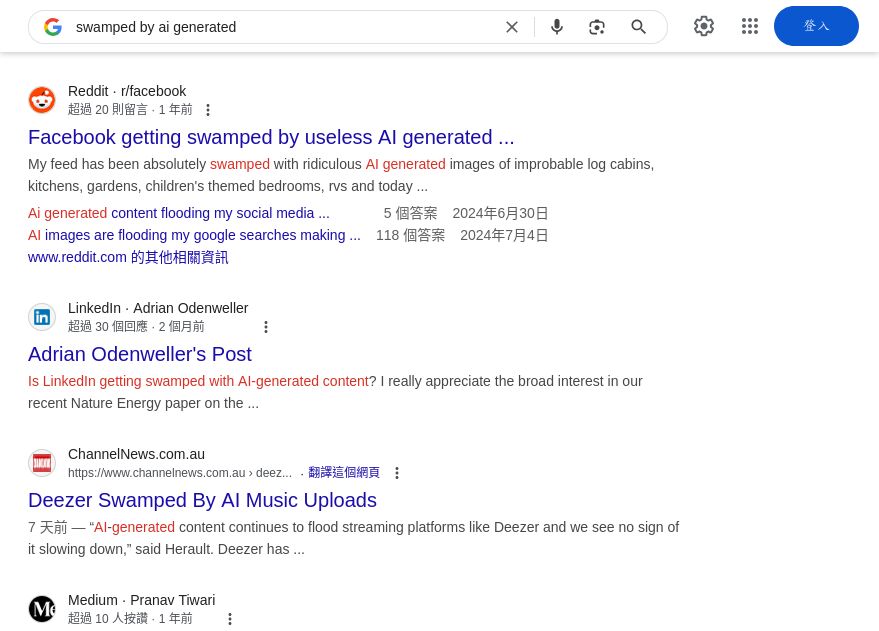 swamped by ai generated
登入
Reddit · r/facebook
超過 20 則留言 · 1 年前
Facebook getting swamped by useless AI generated ...
My feed has been absolutely swamped with ridiculous AI generated images of improbable log cabins,
kitchens, gardens, children's themed bedrooms, rvs and today ...
Ai generated content flooding my social media ... 5 個答案 2024年6月30日
AI images are flooding my google searches making ... 118 個答案 2024年7月4日
www.reddit.com 的其他相關資訊
LinkedIn · Adrian Odenweller
超過 30 個回應 · 2 個月前
Adrian Odenweller's Post
Is LinkedIn getting swamped with AI-generated content? I really appreciate the broad interest in our
recent Nature Energy paper on the ...
ChannelNews.com.au
https://www.channelnews.com.au › deez... · 翻譯這個網頁
Deezer Swamped By AI Music Uploads
7 天前 — “AI-generated content continues to flood streaming platforms like Deezer and we see no sign of
it slowing down,” said Herault. Deezer has ...
Medium · Pranav Tiwari
超過 10 人按讚 · 1 年前